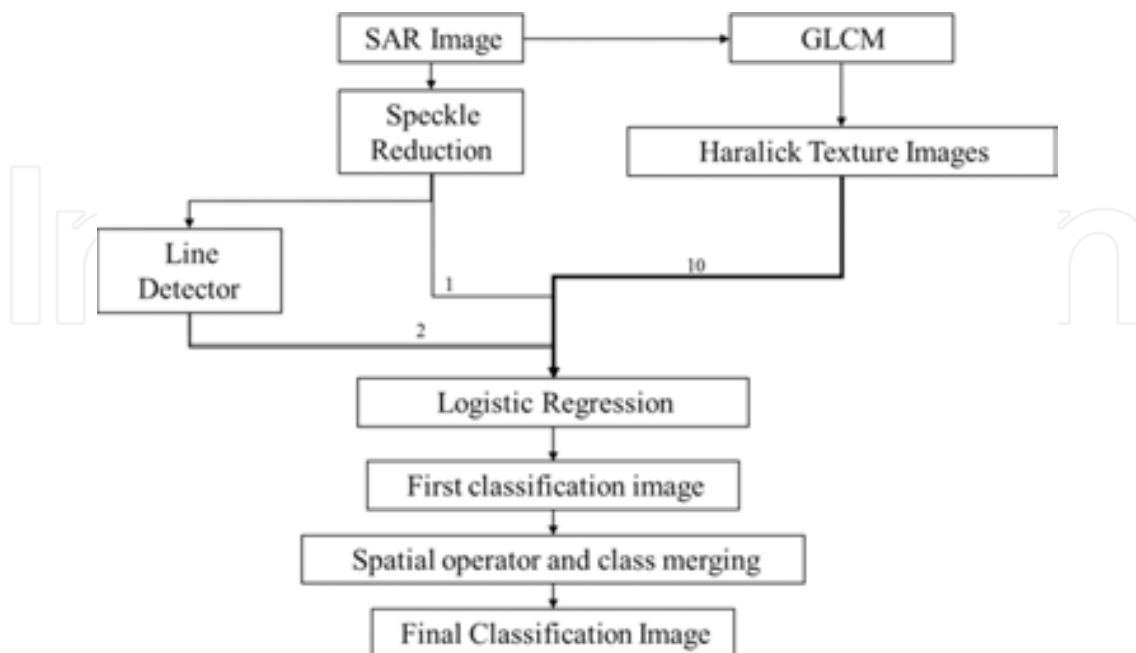 SAR Image
GLCM
Speckle
Reduction
Haralick Texture Images
Line
Detector
10
1
2
Logistic Regression
First classification image
Spatial operator and class merging
Final Classification Image